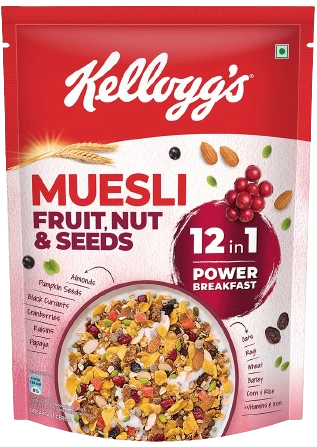 Kellogg's
MUESLI
FRUIT, NUT
& SEEDS
12 in 1
POWER
BREAKFAST
Almonds
Pumpkin Seeds
Black Currants
Cranberries
Raisins
Papaya
Oats
Ragi
Wheat
Barley
Corn & Rice
+Vitamins & Iron